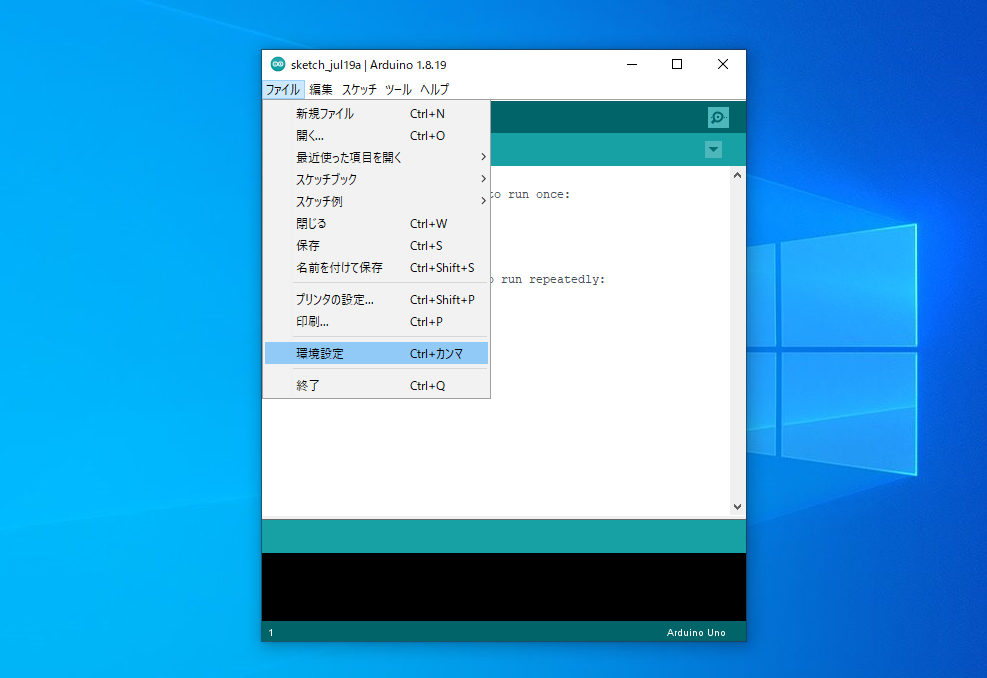 sketch_jul19a | Arduino 1.8.19
ファイル 編集 スケッチ ツール ヘルプ
新規ファイル Ctrl+N
開く... Ctrl+O
最近使った項目を開く
スケッチブック
スケッチ例
閉じる Ctrl+W
保存 Ctrl+S
名前を付けて保存 Ctrl+Shift+S
プリンタの設定... Ctrl+Shift+P
印刷... Ctrl+P
環境設定 Ctrl+カンマ
終了 Ctrl+Q
to run once:
run repeatedly:
1 Arduino Uno